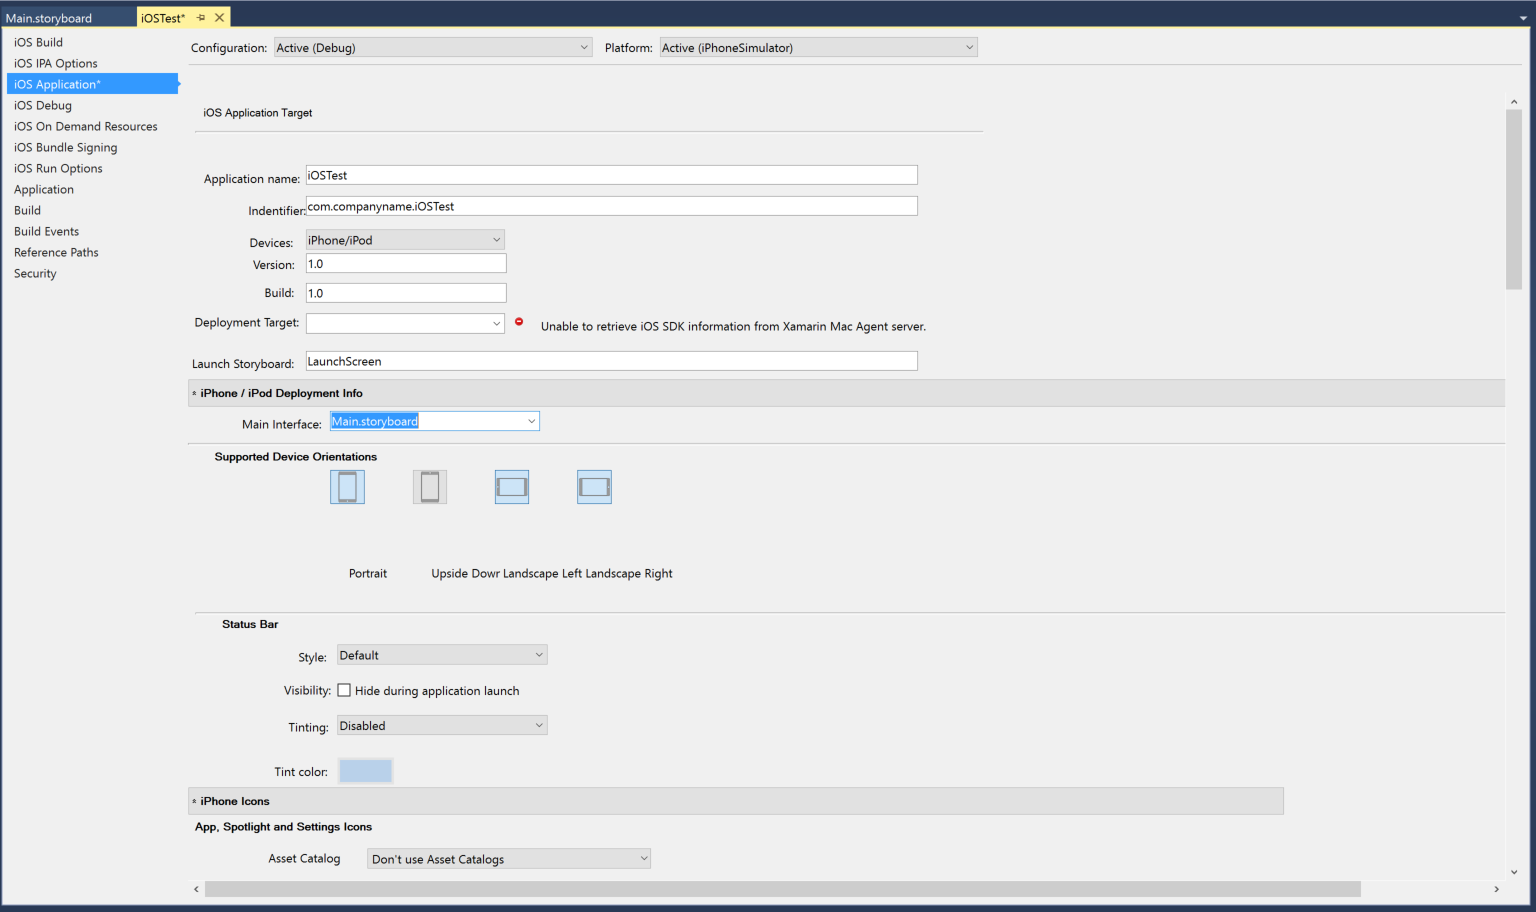 Main.storyboard
iOSTest*
iOS Build
iOS IPA Options
iOS Application*
iOS Debug
iOS On Demand Resources
iOS Bundle Signing
iOS Run Options
Application
Build
Build Events
Reference Paths
Security
Configuration: Active (Debug) Platform: Active (iPhoneSimulator)
iOS Application Target
Application name: iOSTest
Indentifier: com.companyname.iOSTest
Devices: iPhone/iPod
Version: 1.0
Build: 1.0
Deployment Target: Unable to retrieve iOS SDK information from Xamarin Mac Agent server.
Launch Storyboard: LaunchScreen
iPhone / iPod Deployment Info
Main Interface: Main.storyboard
Supported Device Orientations
Portrait Upside Dowr Landscape Left Landscape Right
Status Bar
Style: Default
Visibility: Hide during application launch
Tinting: Disabled
Tint color:
iPhone Icons
App, Spotlight and Settings Icons
Asset Catalog Don't use Asset Catalogs